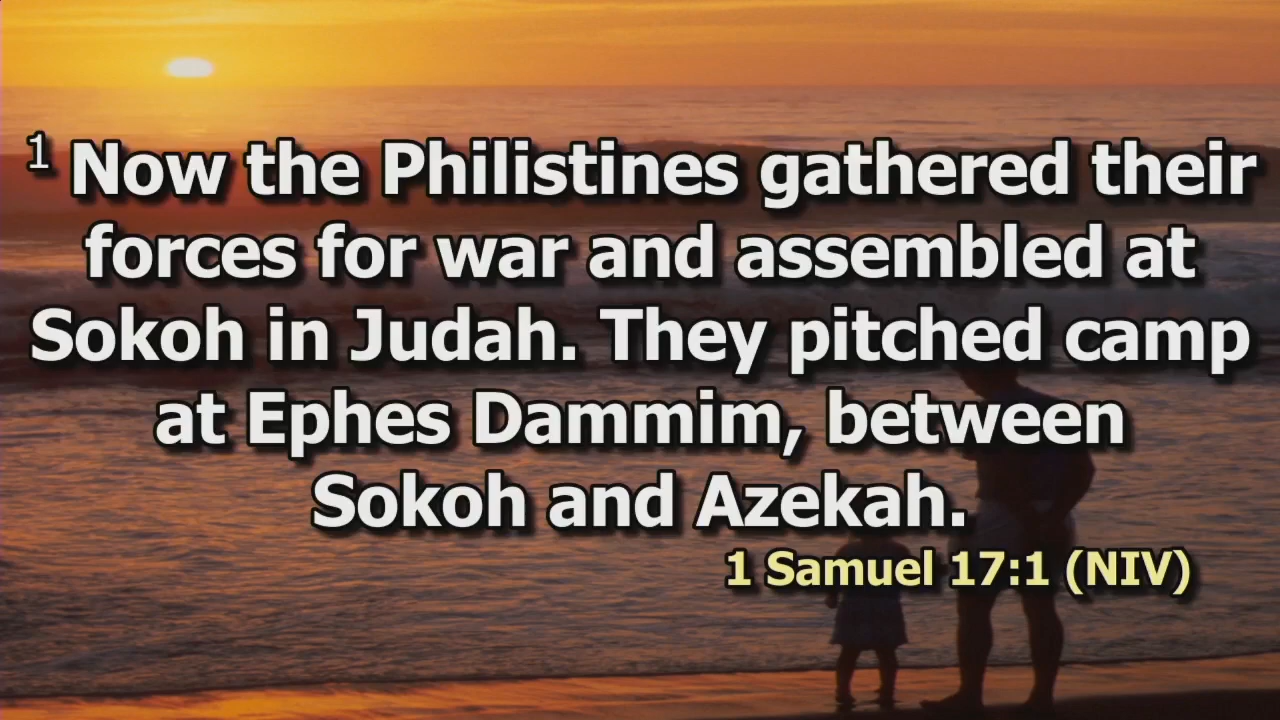 1 Now the Philistines gathered their
forces for war and assembled at
Sokoh in Judah. They pitched camp
at Ephes Dammim, between
Sokoh and Azekah.
1 Samuel 17:1 (NIV)